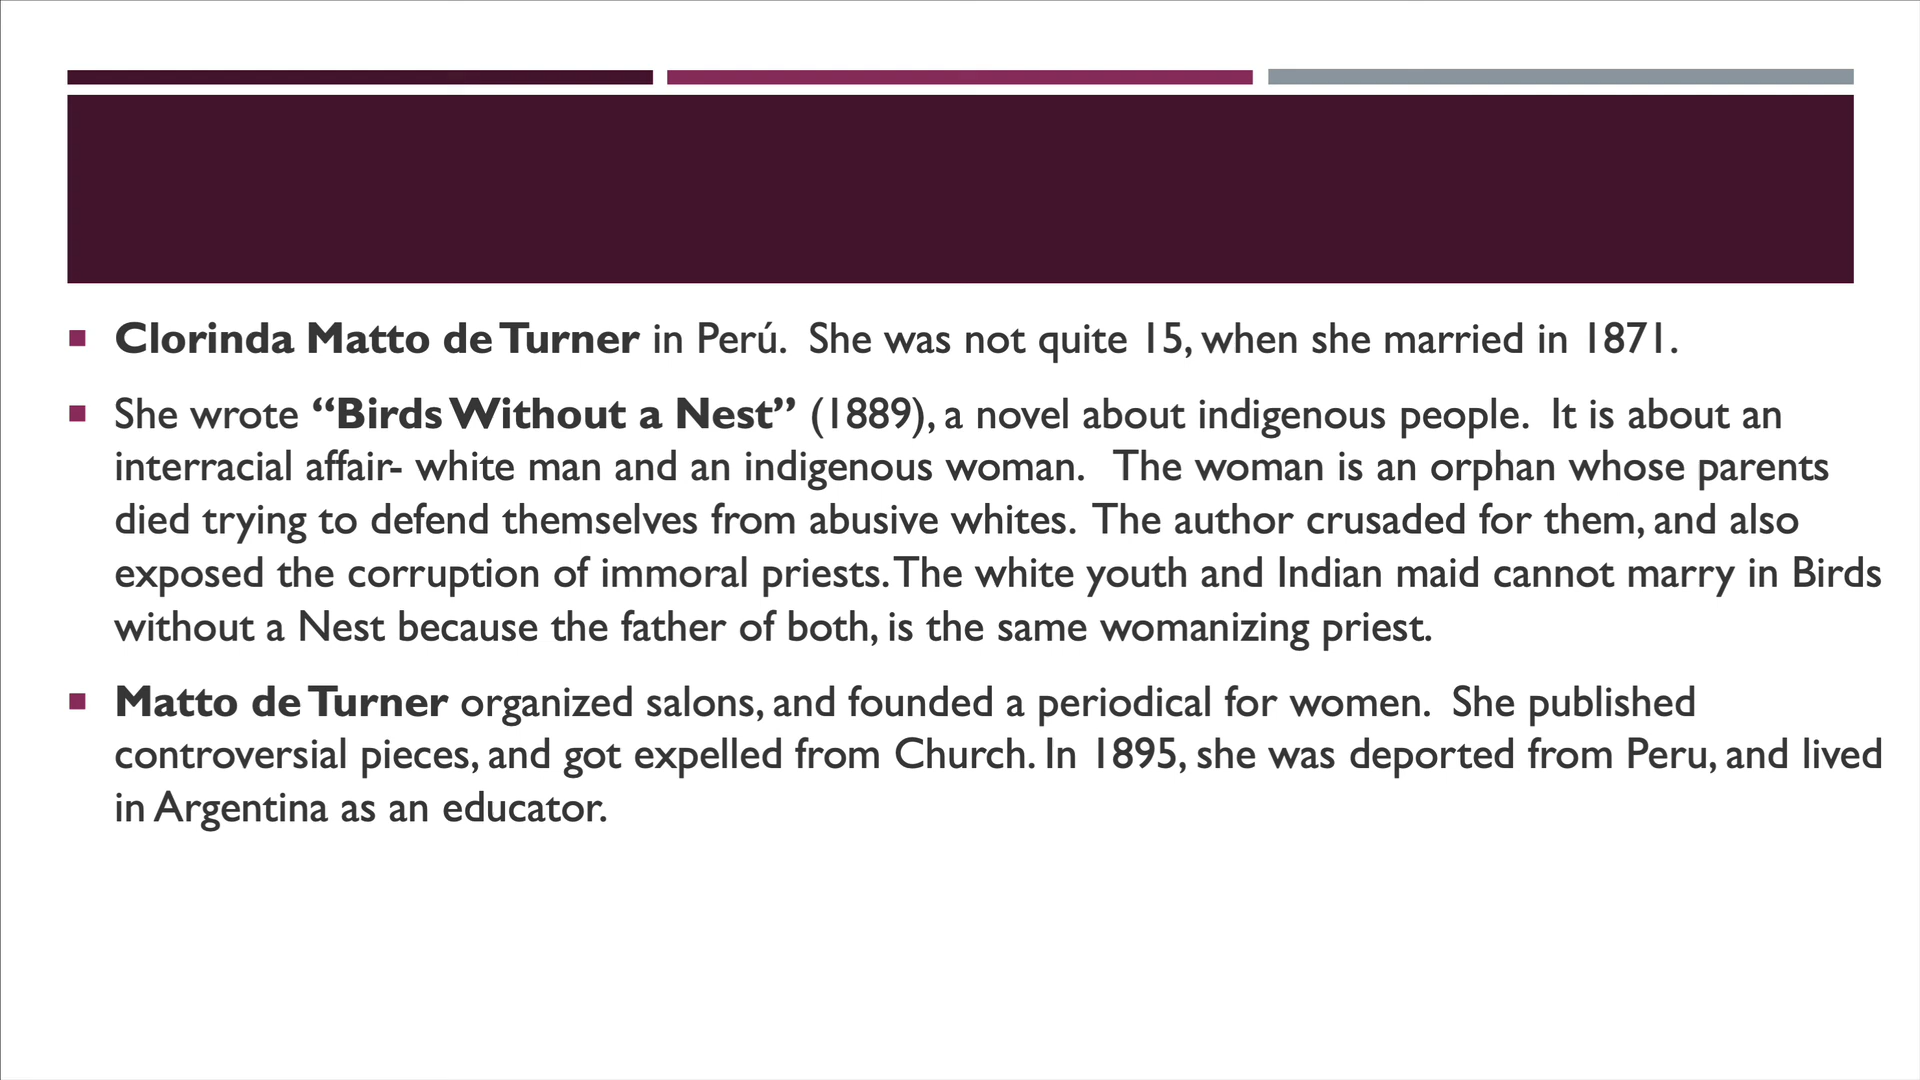 Clorinda Matto de Turner in Perú.  She was not quite 15, when she married in 1871.
She wrote “Birds Without a Nest” (1889), a novel about indigenous people.  It is about an
interracial affair- white man and an indigenous woman.   The woman is an orphan whose parents
died trying to defend themselves from abusive whites.  The author crusaded for them, and also
exposed the corruption of immoral priests. The white youth and Indian maid cannot marry in Birds
without a Nest because the father of both, is the same womanizing priest.
Matto de Turner organized salons, and founded a periodical for women.  She published
controversial pieces, and got expelled from Church. In 1895, she was deported from Peru, and lived
in Argentina as an educator.